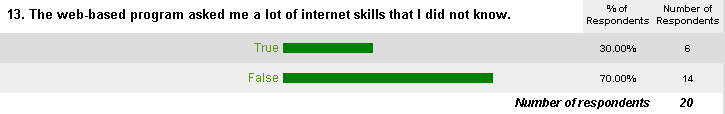 13. The web-based program asked me a lot of internet skills that I did not know.
% of Respondents
Number of Respondents
True 30.00% 6
False 70.00% 14
Number of respondents 20